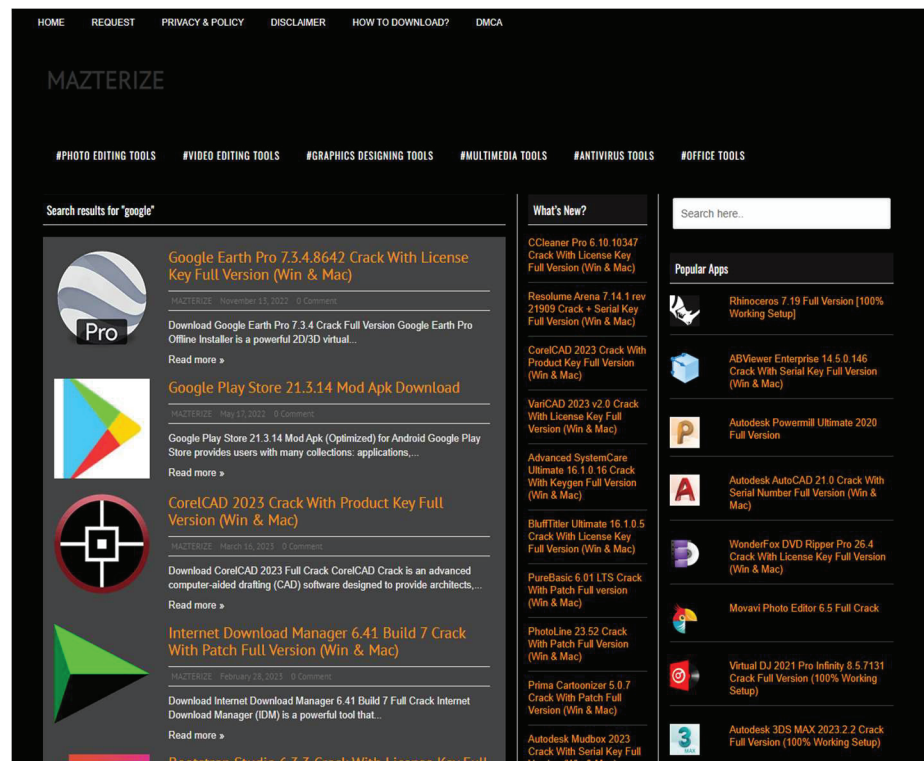 HOME REQUEST PRIVACY & POLICY DISCLAIMER HOW TO DOWNLOAD? DMCA
MAZTERIZE
#PHOTO EDITING TOOLS #VIDEO EDITING TOOLS #GRAPHICS DESIGNING TOOLS #MULTIMEDIA TOOLS #ANTIVIRUS TOOLS #OFFICE TOOLS
Search results for "google"
Google Earth Pro 7.3.4.8642 Crack With License
Key Full Version (Win & Mac)
MAZTERIZE November 13, 2022 0 Comment
Download Google Earth Pro 7.3.4 Crack Full Version Google Earth Pro
Offline Installer is a powerful 2D/3D virtual...
Read more »
Pro
Google Play Store 21.3.14 Mod Apk Download
MAZTERIZE May 17, 2022 0 Comment
Google Play Store 21.3.14 Mod Apk (Optimized) for Android Google Play
Store provides users with many collections: applications,...
Read more »
CorelCAD 2023 Crack With Product Key Full
Version (Win & Mac)
MAZTERIZE March 16, 2023 0 Comment
Download CorelCAD 2023 Full Crack CorelCAD Crack is an advanced
computer-aided drafting (CAD) software designed to provide architects,...
Read more »
Internet Download Manager 6.41 Build 7 Crack
With Patch Full Version (Win & Mac)
MAZTERIZE February 28, 2023 0 Comment
Download Internet Download Manager 6.41 Build 7 Full Crack Internet
Download Manager (IDM) is a powerful tool that...
Read more »
Bootstrap Studio 6.3.3 Crack With License Key Full
What's New?
CCleaner Pro 6.10.10347
Crack With License Key
Full Version (Win & Mac)
Resolume Arena 7.14.1 rev
21909 Crack + Serial Key
Full Version (Win & Mac)
CorelCAD 2023 Crack With
Product Key Full Version
(Win & Mac)
VariCAD 2023 v2.0 Crack
With License Key Full
Version (Win & Mac)
Advanced SystemCare
Ultimate 16.1.0.16 Crack
With Keygen Full Version
(Win & Mac)
BluffTitler Ultimate 16.1.0.5
Crack With License Key
Full Version (Win & Mac)
PureBasic 6.01 LTS Crack
With Patch Full version
(Win & Mac)
PhotoLine 23.52 Crack
With Patch Full Version
(Win & Mac)
Prima Cartoonizer 5.0.7
Crack With Patch Full
Version (Win & Mac)
Autodesk Mudbox 2023
Crack With Serial Key Full
Search here..
Popular Apps
Rhinoceros 7.19 Full Version [100%
Working Setup]
ABViewer Enterprise 14.5.0.146
Crack With Serial Key Full Version
(Win & Mac)
P
Autodesk Powermill Ultimate 2020
Full Version
A
Autodesk AutoCAD 21.0 Crack With
Serial Number Full Version (Win &
Mac)
WonderFox DVD Ripper Pro 26.4
Crack With License Key Full Version
(Win & Mac)
Movavi Photo Editor 6.5 Full Crack
Virtual DJ 2021 Pro Infinity 8.5.7131
Crack Full Version (100% Working
Setup)
3
MAX
Autodesk 3DS MAX 2023.2.2 Crack
Full Version (100% Working Setup)